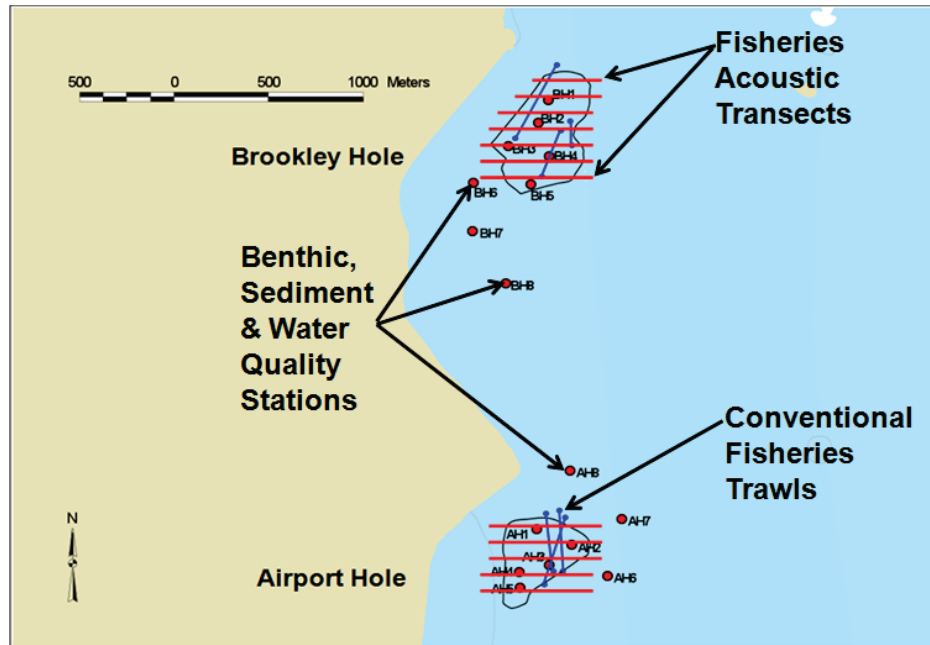 Fisheries
Acoustic
Transects
500 0 500 1000 Meters
BH1
BH2
Brookley Hole
BH3
BH4
BH6
BH5
BH7
Benthic,
Sediment
& Water
Quality
Stations
BH8
Conventional
Fisheries
Trawls
AH8
N
AH7
AH1
AH2
AH3
Airport Hole
AH4
AH6
AH5